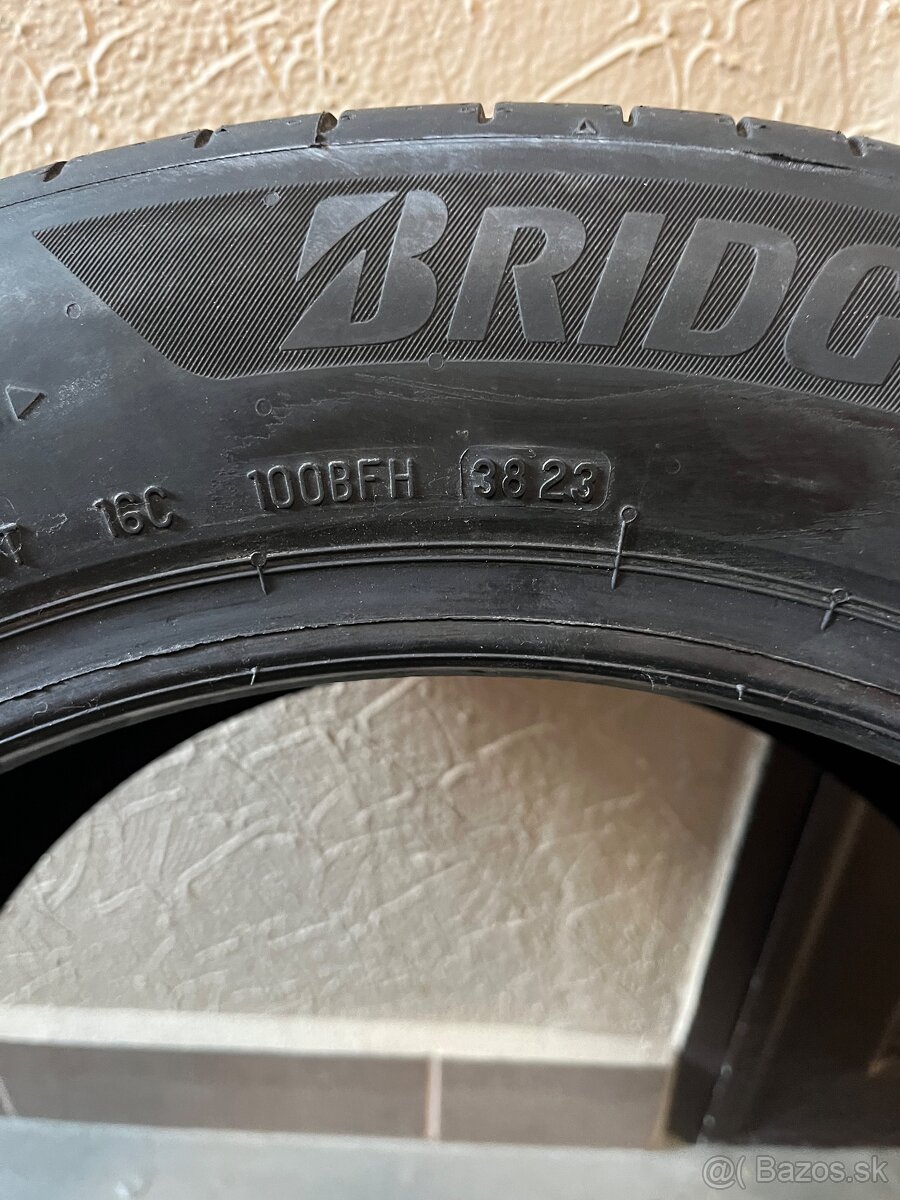 BRIDG
16C 100BFH 3823
@( Bazos.sk